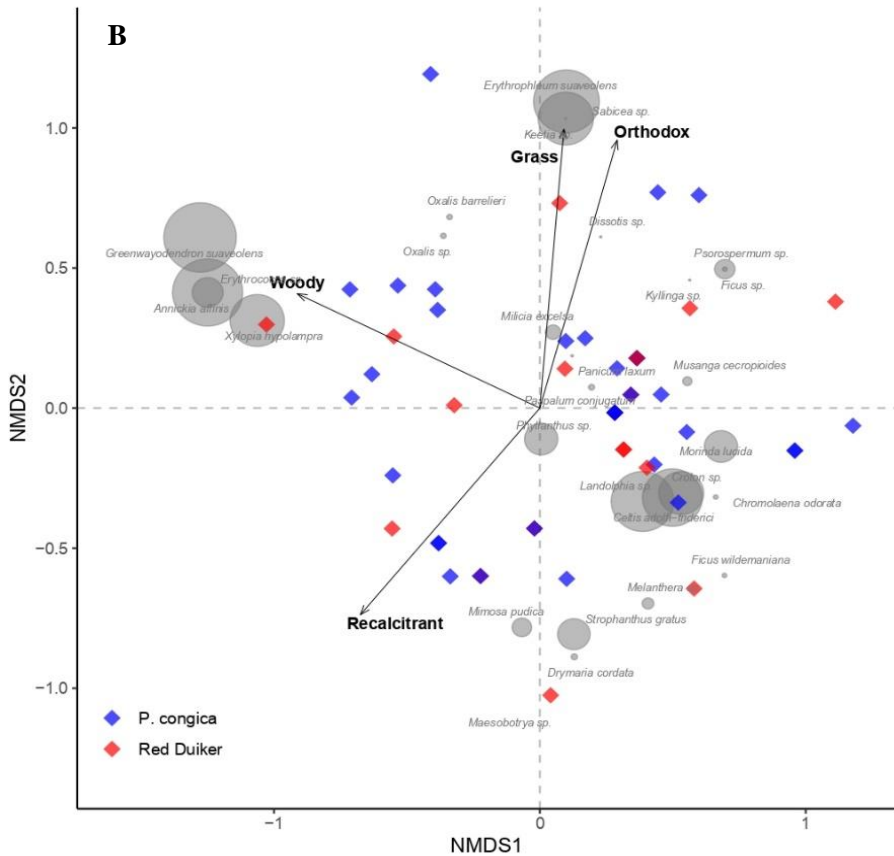 B
Erythrophleum suaveolens
Sabicea sp.
1.0
Orthodox
Grass
Oxalis barrelieri
Dissotis sp.
Oxalis sp.
Greenwayodendron suaveolens
Psorospermum sp.
0.5
Woody
Ficus sp.
Kyllinga sp.
Annickia affinis
Milicia excelsa
Xylopia hypolampra
Panicum laxum
Musanga cecropioides
Paspalum conjugatum
NMDS2
0.0
Phyllanthus sp.
Morinda lucida
Croton sp.
Landolphia sp.
Chromolaena odorata
Celtis adolfi-friderici
−0.5
Ficus wildemaniana
Melanthera
Recalcitrant
Mimosa pudica
Strophanthus gratus
Drymaria cordata
−1.0
Maesobotrya sp.
P. congica
Red Duiker
−1
0
1
NMDS1